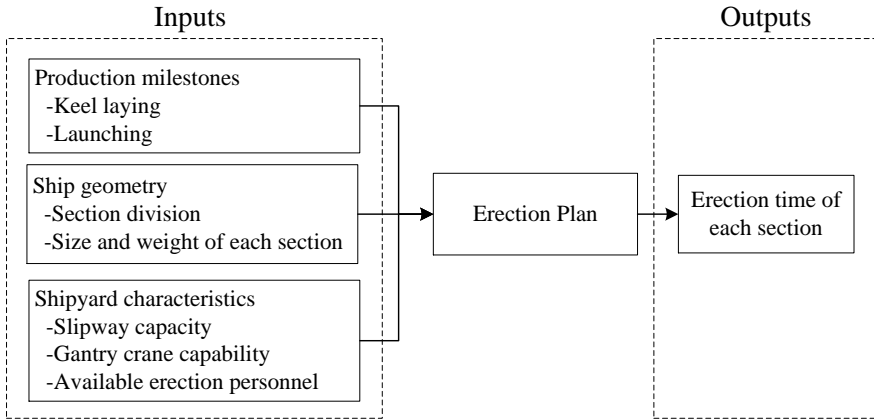 Inputs
Outputs
Production milestones
-Keel laying
-Launching
Ship geometry
-Section division
-Size and weight of each section
Shipyard characteristics
-Slipway capacity
-Gantry crane capability
-Available erection personnel
Erection Plan
Erection time of
each section